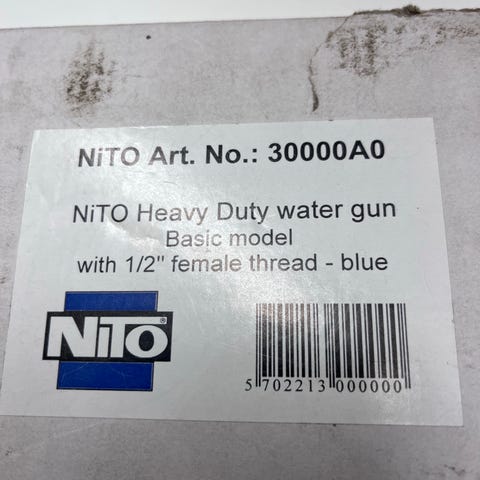 NiTO Art. No.: 30000A0
NiTO Heavy Duty water gun
Basic model
with 1/2" female thread - blue
NiTO®
5 702213 000000